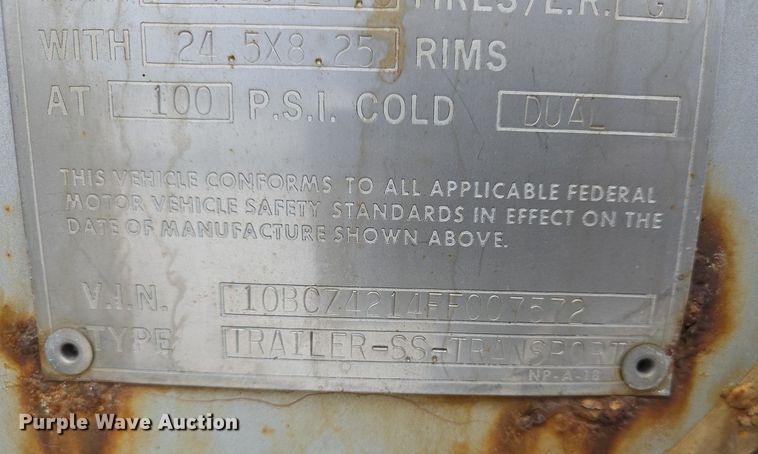 TIRES/L.R. G
WITH 24.5X8.25 RIMS
AT 100 P.S.I. COLD DUAL
THIS VEHICLE CONFORMS TO ALL APPLICABLE FEDERAL
MOTOR VEHICLE SAFETY STANDARDS IN EFFECT ON THE
DATE OF MANUFACTURE SHOWN ABOVE.
V.I.N. 10BCZ4214FFC07572
TYPE TRAILER-SS-TRANSPORT
NP-A-18
Purple Wave Auction